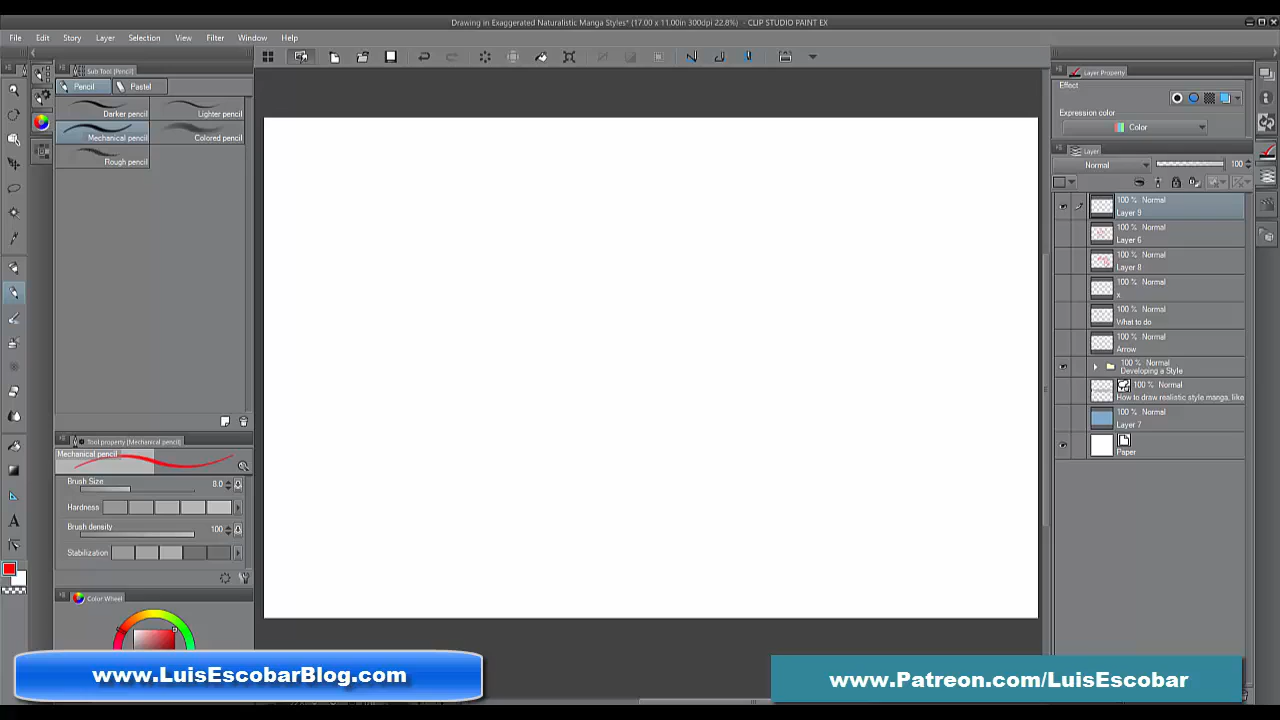 Drawing in Exaggerated Naturalistic Manga Styles* (17.00 x 11.00in 300dpi 22.8%) - CLIP STUDIO PAINT EX
File Edit Story Layer Selection View Filter Window Help
Sub Tool [Pencil]
Pencil Pastel
Darker pencil Lighter pencil
Mechanical pencil Colored pencil
Rough pencil
Tool property [Mechanical pencil]
Mechanical pencil
Brush Size 8.0
Hardness
Brush density 100
Stabilization
Color Wheel
Layer Property
Effect
Expression color
Color
Layer
Normal 100
100 % Normal
Layer 9
100 % Normal
Layer 6
100 % Normal
Layer 8
100 % Normal
x
100 % Normal
What to do
100 % Normal
Arrow
100 % Normal
Developing a Style
100 % Normal
How to draw realistic style manga, like
100 % Normal
Layer 7
Paper
www.LuisEscobarBlog.com
www.Patreon.com/LuisEscobar